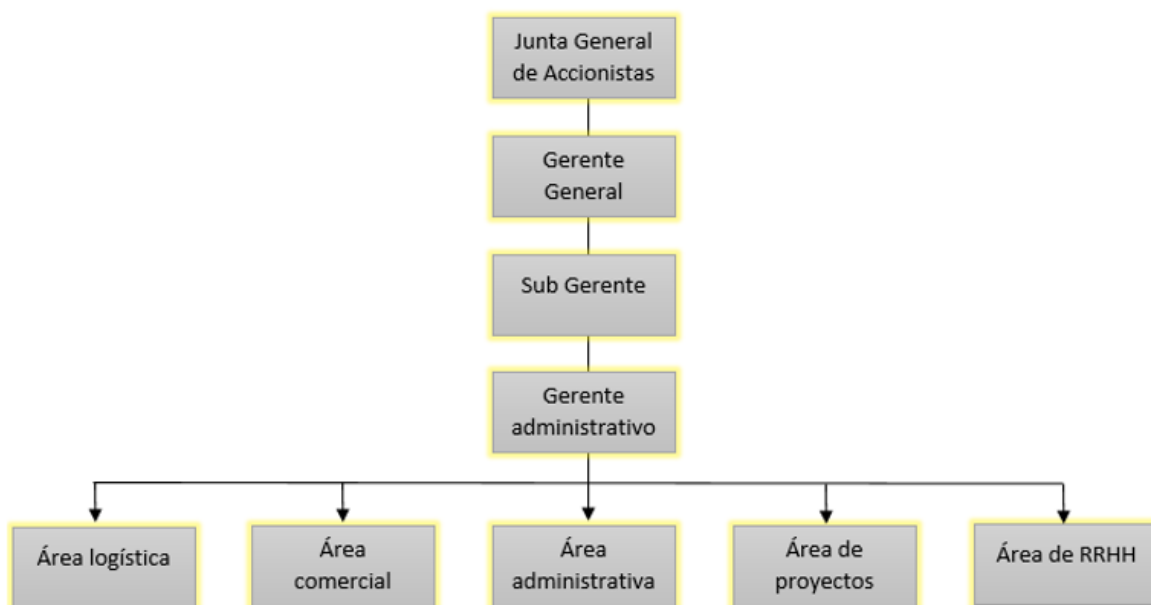 Junta General
de Accionistas
Gerente
General
Sub Gerente
Gerente
administrativo
Área logística
Área
comercial
Área
administrativa
Área de
proyectos
Área de RRHH